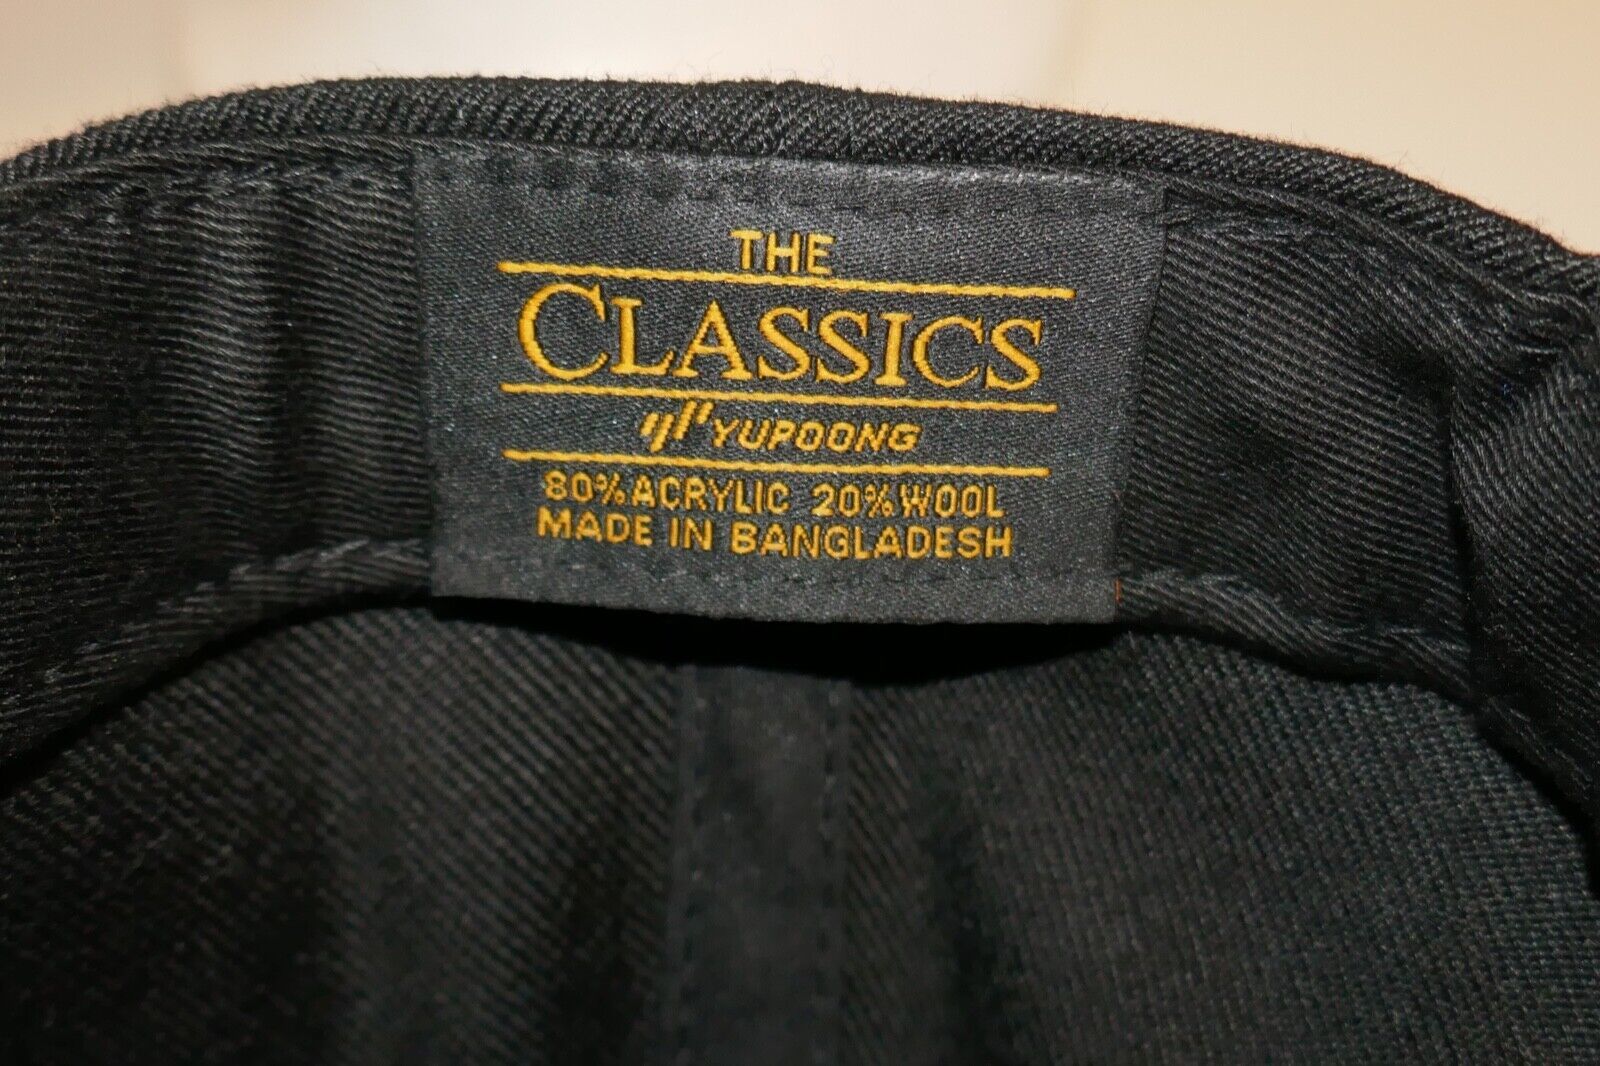 THE
CLASSICS
YUPOONG
80% ACRYLIC 20% WOOL
MADE IN BANGLADESH